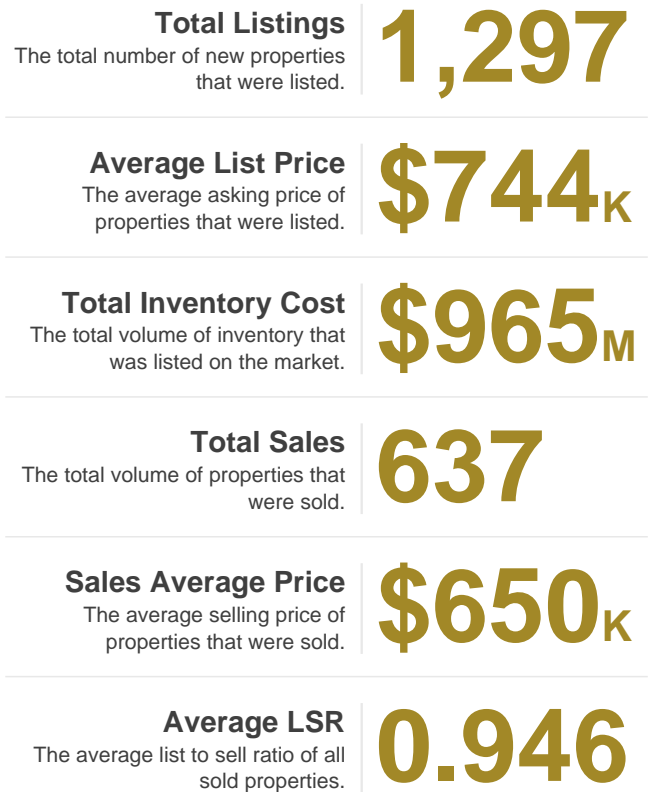 Total Listings
The total number of new properties
that were listed.
1,297
Average List Price
The average asking price of
properties that were listed.
$744K
Total Inventory Cost
The total volume of inventory that
was listed on the market.
$965M
Total Sales
The total volume of properties that
were sold.
637
Sales Average Price
The average selling price of
properties that were sold.
$650K
Average LSR
The average list to sell ratio of all
sold properties.
0.946